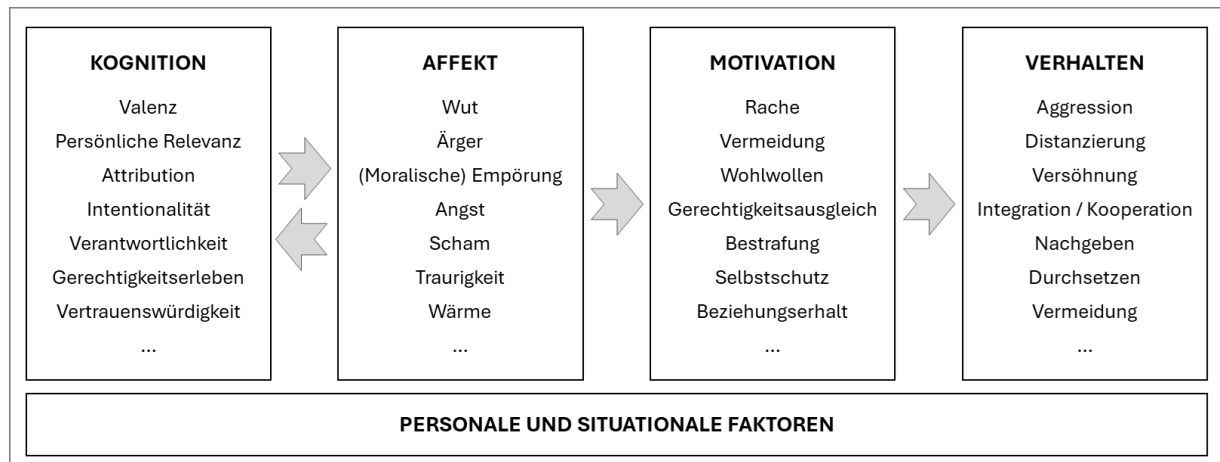 KOGNITION
Valenz
Persönliche Relevanz
Attribution
Intentionalität
Verantwortlichkeit
Gerechtigkeitserleben
Vertrauenswürdigkeit
...
AFFEKT
Wut
Ärger
(Moralische) Empörung
Angst
Scham
Traurigkeit
Wärme
...
MOTIVATION
Rache
Vermeidung
Wohlwollen
Gerechtigkeitsausgleich
Bestrafung
Selbstschutz
Beziehungserhalt
...
VERHALTEN
Aggression
Distanzierung
Versöhnung
Integration / Kooperation
Nachgeben
Durchsetzen
Vermeidung
...
PERSONALE UND SITUATIONALE FAKTOREN